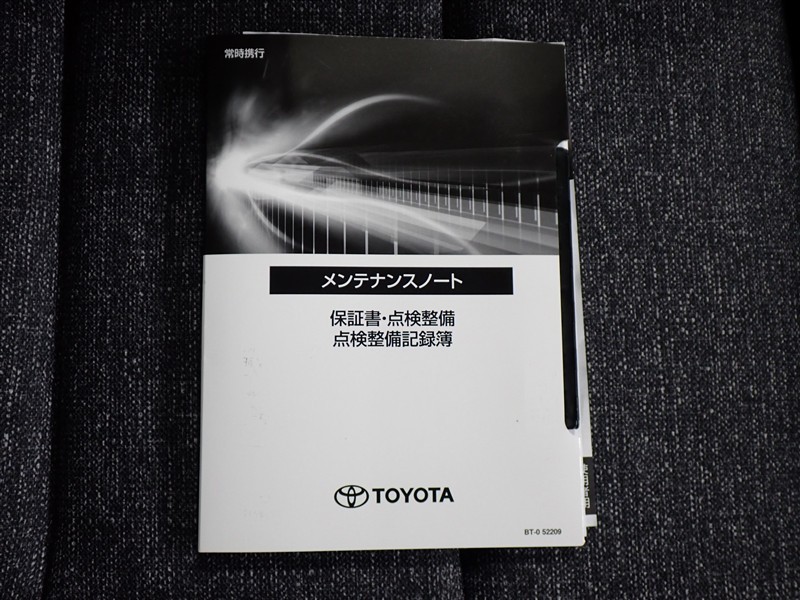 常時携行
メンテナンスノート
保証書・点検整備
点検整備記録簿
TOYOTA
BT-0 52209